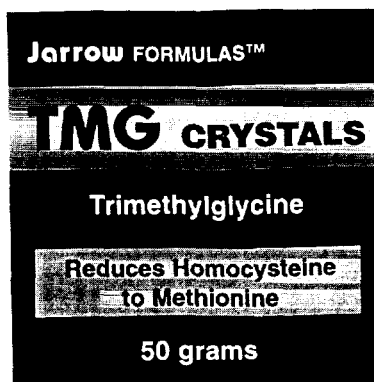 Jarrow FORMULAS™
TMG CRYSTALS
Trimethylglycine
Reduces Homocysteine
to Methionine
50 grams